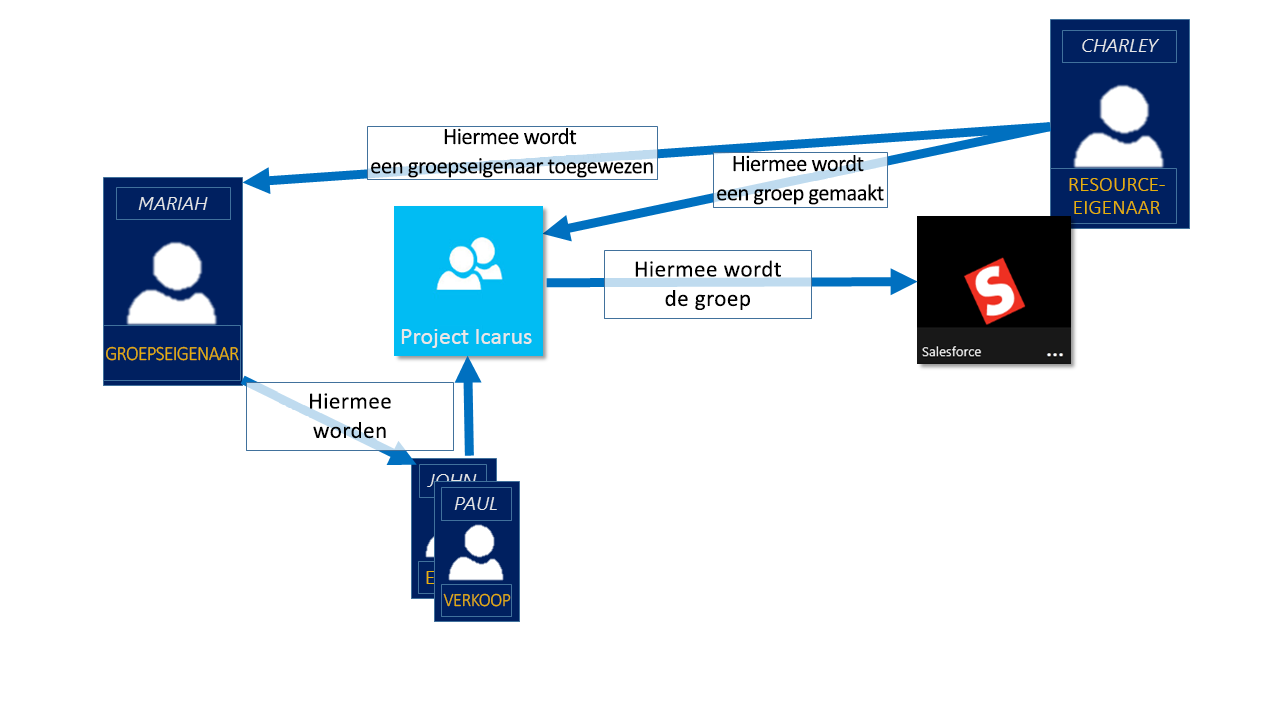 CHARLEY
RESOURCE-
EIGENAAR
Hiermee wordt
een groepseigenaar toegewezen
Hiermee wordt
een groep gemaakt
MARIAH
GROEPSEIGENAAR
Project Icarus
Hiermee wordt
de groep
Salesforce
Hiermee
worden
JOHN
E
PAUL
VERKOOP